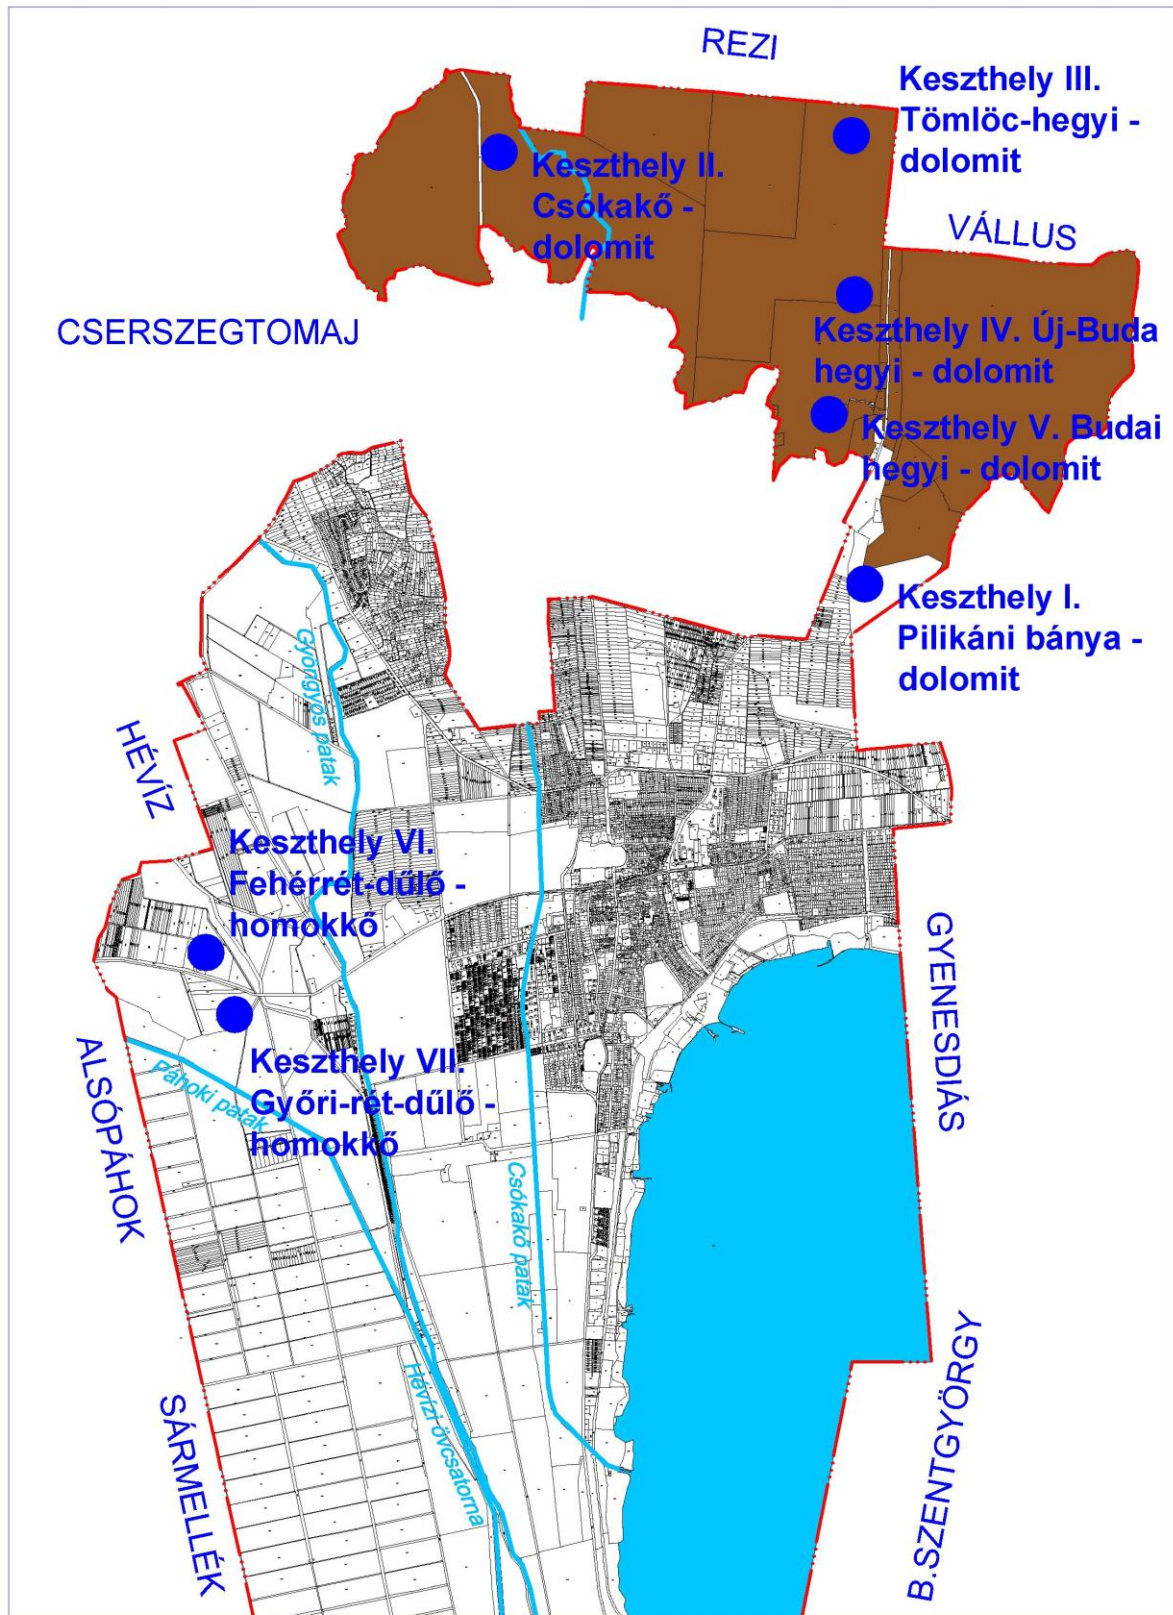 REZI
Keszthely III.
Tömlöc-hegyi -
dolomit
Keszthely II.
Csókakő -
dolomit
VÁLLUS
CSERSZEGTOMAJ
Keszthely IV. Új-Buda
hegyi - dolomit
Keszthely V. Budai
hegyi - dolomit
Keszthely I.
Pilikáni bánya -
dolomit
Gyöngyös patak
HÉVÍZ
Keszthely VI.
Fehérrét-dűlő -
homokkő
GYENESDIÁS
Keszthely VII.
Győri-rét-dűlő -
homokkő
ALSÓPÁHOK
Páhoki patak
Csókakő patak
Hévízi övcsatorna
SÁRMELLÉK
B.SZENTGYÖRGY